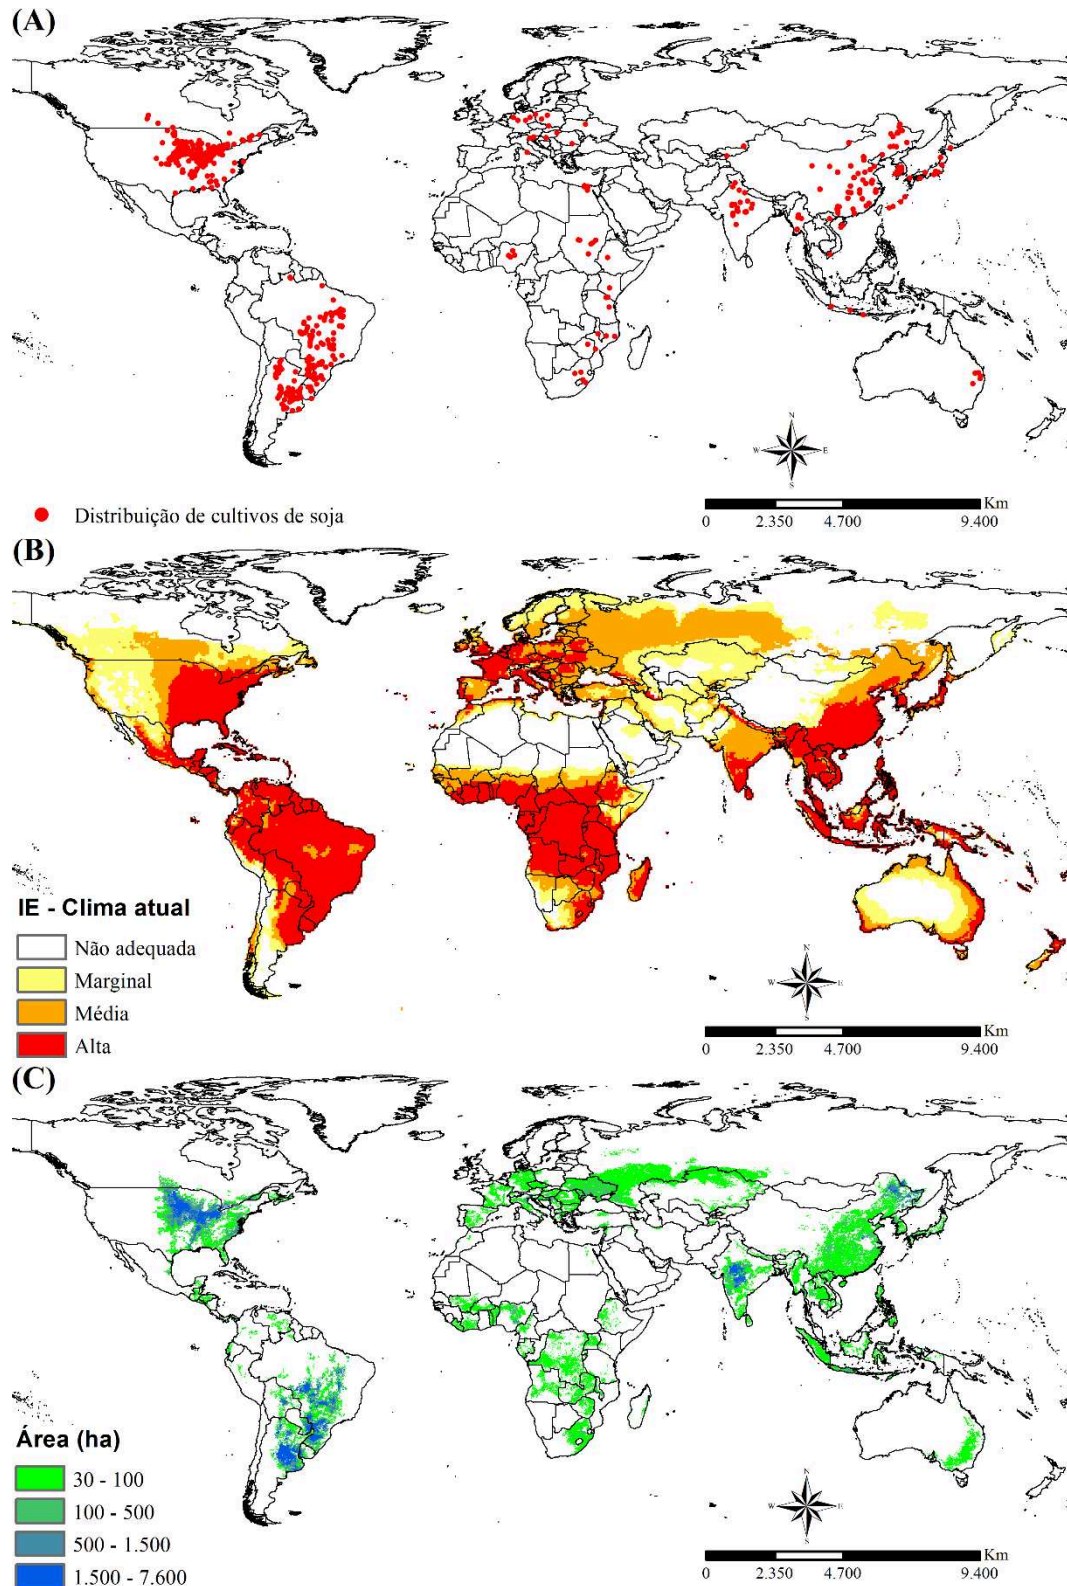 (A)
N
W E
S
Km
0 2.350 4.700 9.400
Distribuição de cultivos de soja
(B)
IE - Clima atual
Não adequada
Marginal
Média
Alta
N
W E
S
Km
0 2.350 4.700 9.400
(C)
Área (ha)
30 - 100
100 - 500
500 - 1.500
1.500 - 7.600
N
W E
S
Km
0 2.350 4.700 9.400